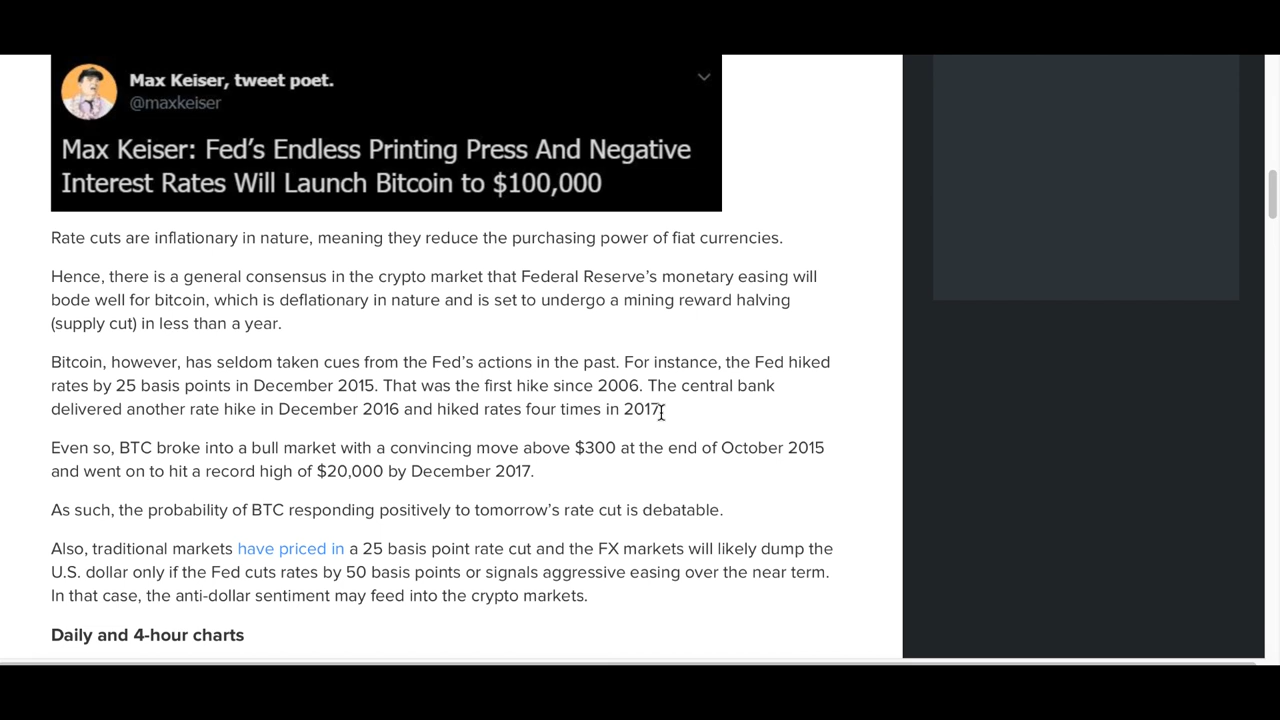 Max Keiser, tweet poet.
@maxkeiser
Max Keiser: Fed's Endless Printing Press And Negative
Interest Rates Will Launch Bitcoin to $100,000
Rate cuts are inflationary in nature, meaning they reduce the purchasing power of fiat currencies.
Hence, there is a general consensus in the crypto market that Federal Reserve's monetary easing will
bode well for bitcoin, which is deflationary in nature and is set to undergo a mining reward halving
(supply cut) in less than a year.
Bitcoin, however, has seldom taken cues from the Fed's actions in the past. For instance, the Fed hiked
rates by 25 basis points in December 2015. That was the first hike since 2006. The central bank
delivered another rate hike in December 2016 and hiked rates four times in 2017.
Even so, BTC broke into a bull market with a convincing move above $300 at the end of October 2015
and went on to hit a record high of $20,000 by December 2017.
As such, the probability of BTC responding positively to tomorrow's rate cut is debatable.
Also, traditional markets have priced in a 25 basis point rate cut and the FX markets will likely dump the
U.S. dollar only if the Fed cuts rates by 50 basis points or signals aggressive easing over the near term.
In that case, the anti-dollar sentiment may feed into the crypto markets.
Daily and 4-hour charts